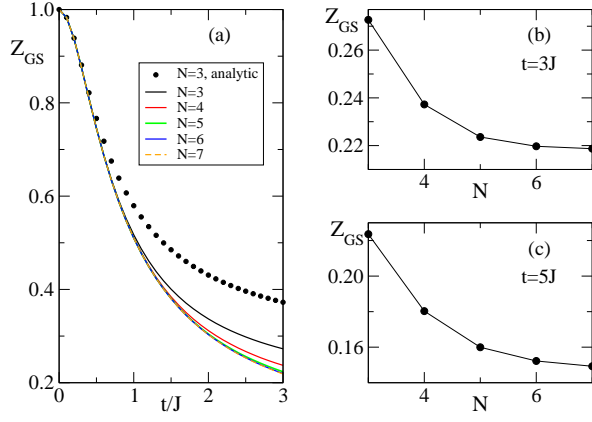 1.0
Z_GS
(a)
0.8
0.6
0.4
0.2
N=3, analytic
N=3
N=4
N=5
N=6
N=7
0
1
2
3
t/J
Z_GS
(b)
0.26
t=3J
0.24
0.22
4
N
6
Z_GS
(c)
0.20
t=5J
0.16
4
N
6